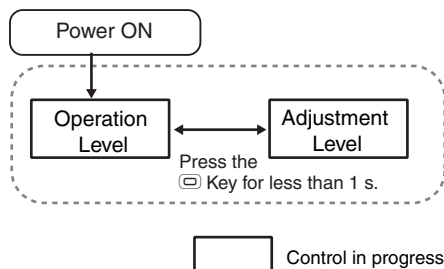 Power ON
Operation
Level
Adjustment
Level
Press the
Key for less than 1 s.
Control in progress